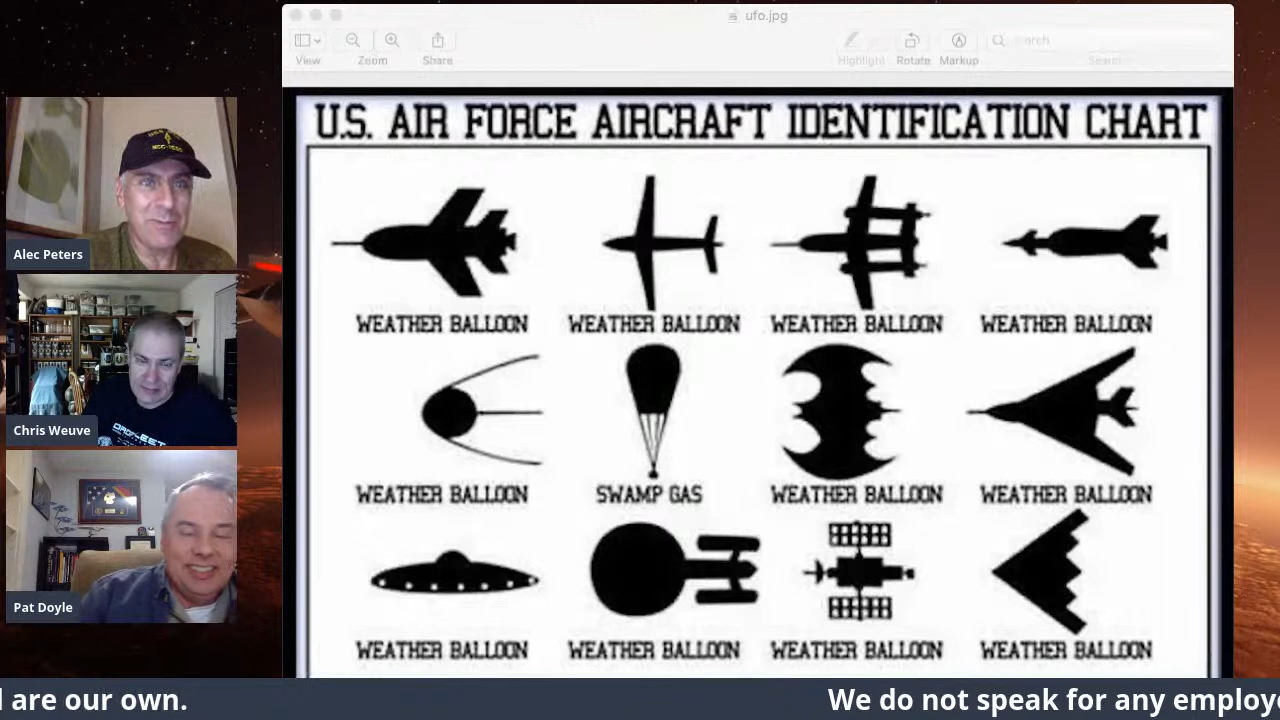 ufo.jpg
View
Zoom
Share
Highlight
Rotate
Markup
Search
U.S. AIR FORCE AIRCRAFT IDENTIFICATION CHART
WEATHER BALLOON WEATHER BALLOON WEATHER BALLOON WEATHER BALLOON
WEATHER BALLOON SWAMP GAS WEATHER BALLOON WEATHER BALLOON
WEATHER BALLOON WEATHER BALLOON WEATHER BALLOON WEATHER BALLOON
Alec Peters
Chris Weuve
Pat Doyle
are our own. We do not speak for any employe